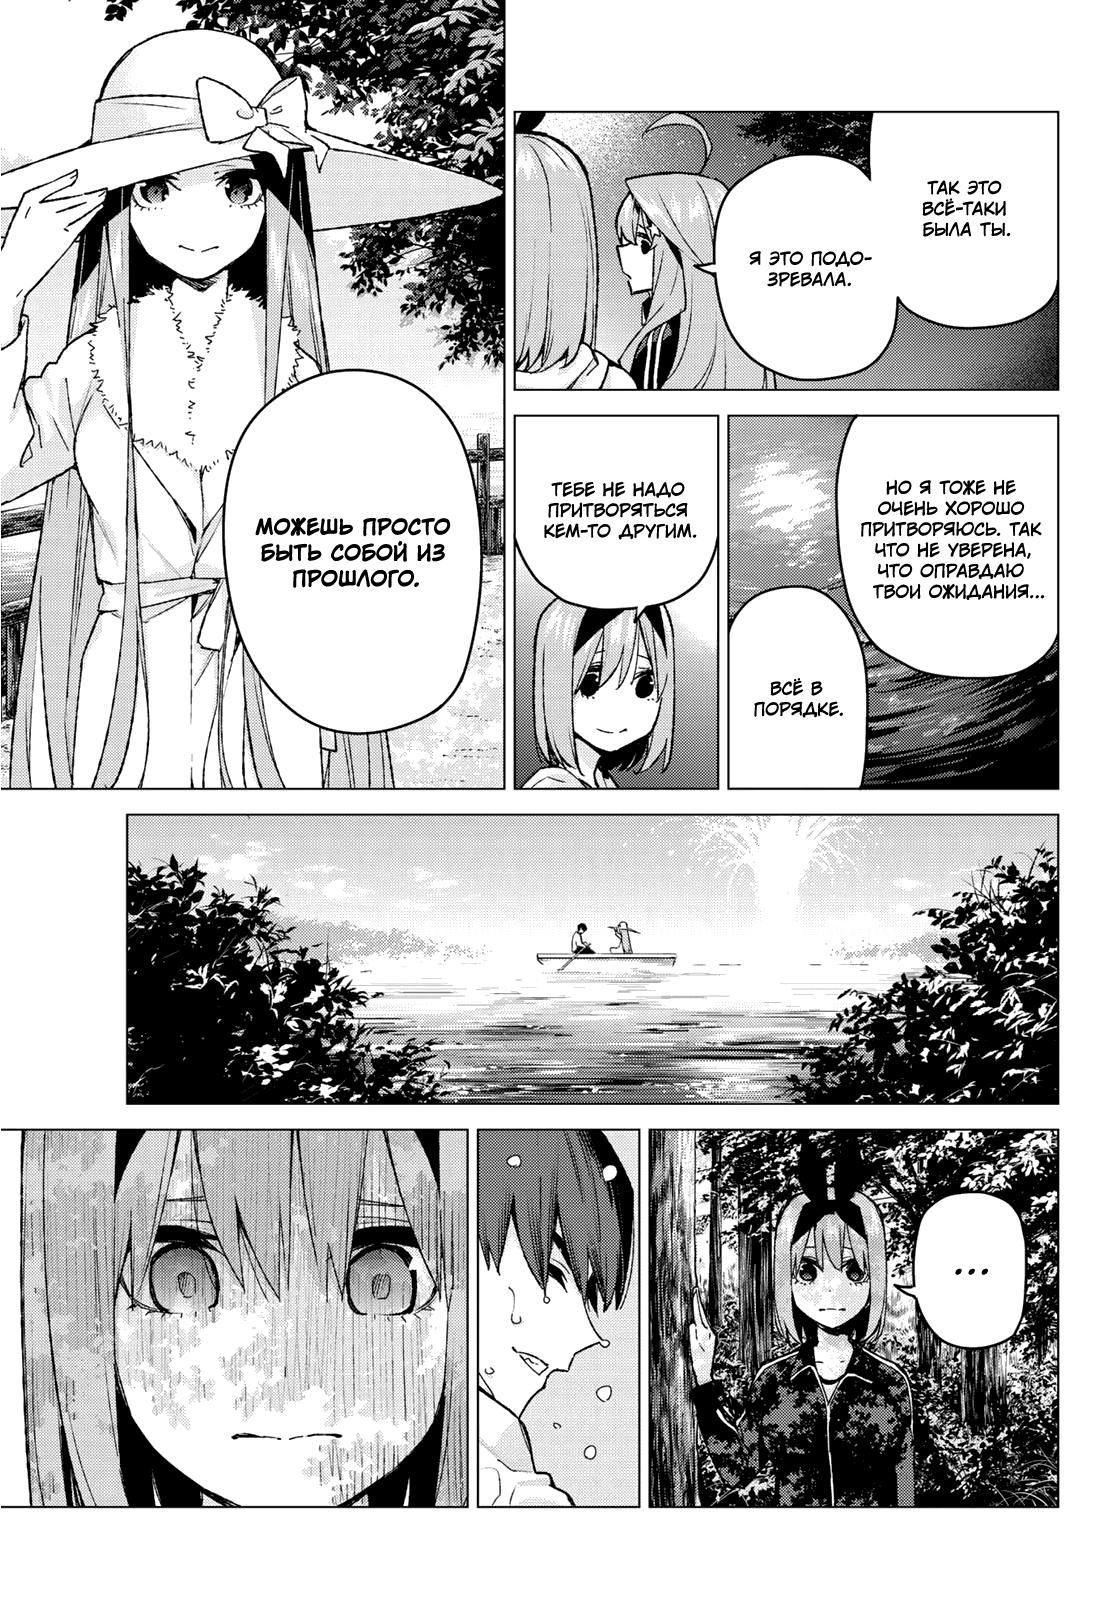 ТАК ЭТО
ВСЁ-ТАКИ
БЫЛА ТЫ.
Я ЭТО ПОДО-
ЗРЕВАЛА.
НО Я ТОЖЕ НЕ
ОЧЕНЬ ХОРОШО
ПРИТВОРЯЮСЬ. ТАК
ЧТО НЕ УВЕРЕНА,
ЧТО ОПРАВДАЮ
ТВОИ ОЖИДАНИЯ...
ВСЁ В
ПОРЯДКЕ.
ТЕБЕ НЕ НАДО
ПРИТВОРЯТЬСЯ
КЕМ-ТО ДРУГИМ.
МОЖЕШЬ ПРОСТО
БЫТЬ СОБОЙ ИЗ
ПРОШЛОГО.
...